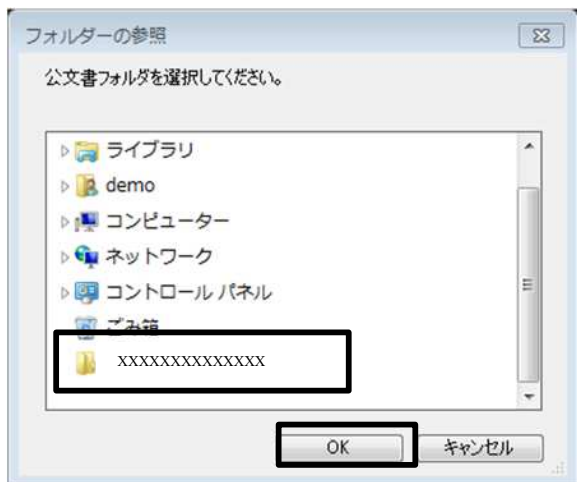 フォルダーの参照
公文書フォルダを選択してください。
ライブラリ
demo
コンピューター
ネットワーク
コントロール パネル
ごみ箱
XXXXXXXXXXXXXX
OK
キャンセル